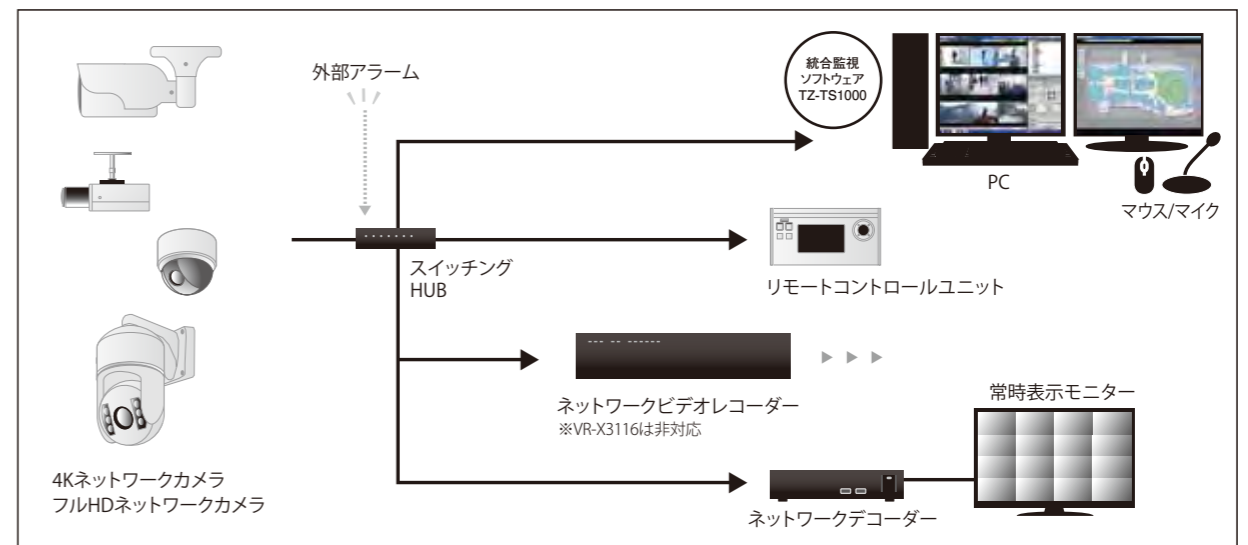 外部アラーム
統合監視
ソフトウェア
TZ-TS1000
PC
マウス/マイク
スイッチング
HUB
リモートコントロールユニット
ネットワークビデオレコーダー
※VR-X3116は非対応
常時表示モニター
4Kネットワークカメラ
フルHDネットワークカメラ
ネットワークデコーダー